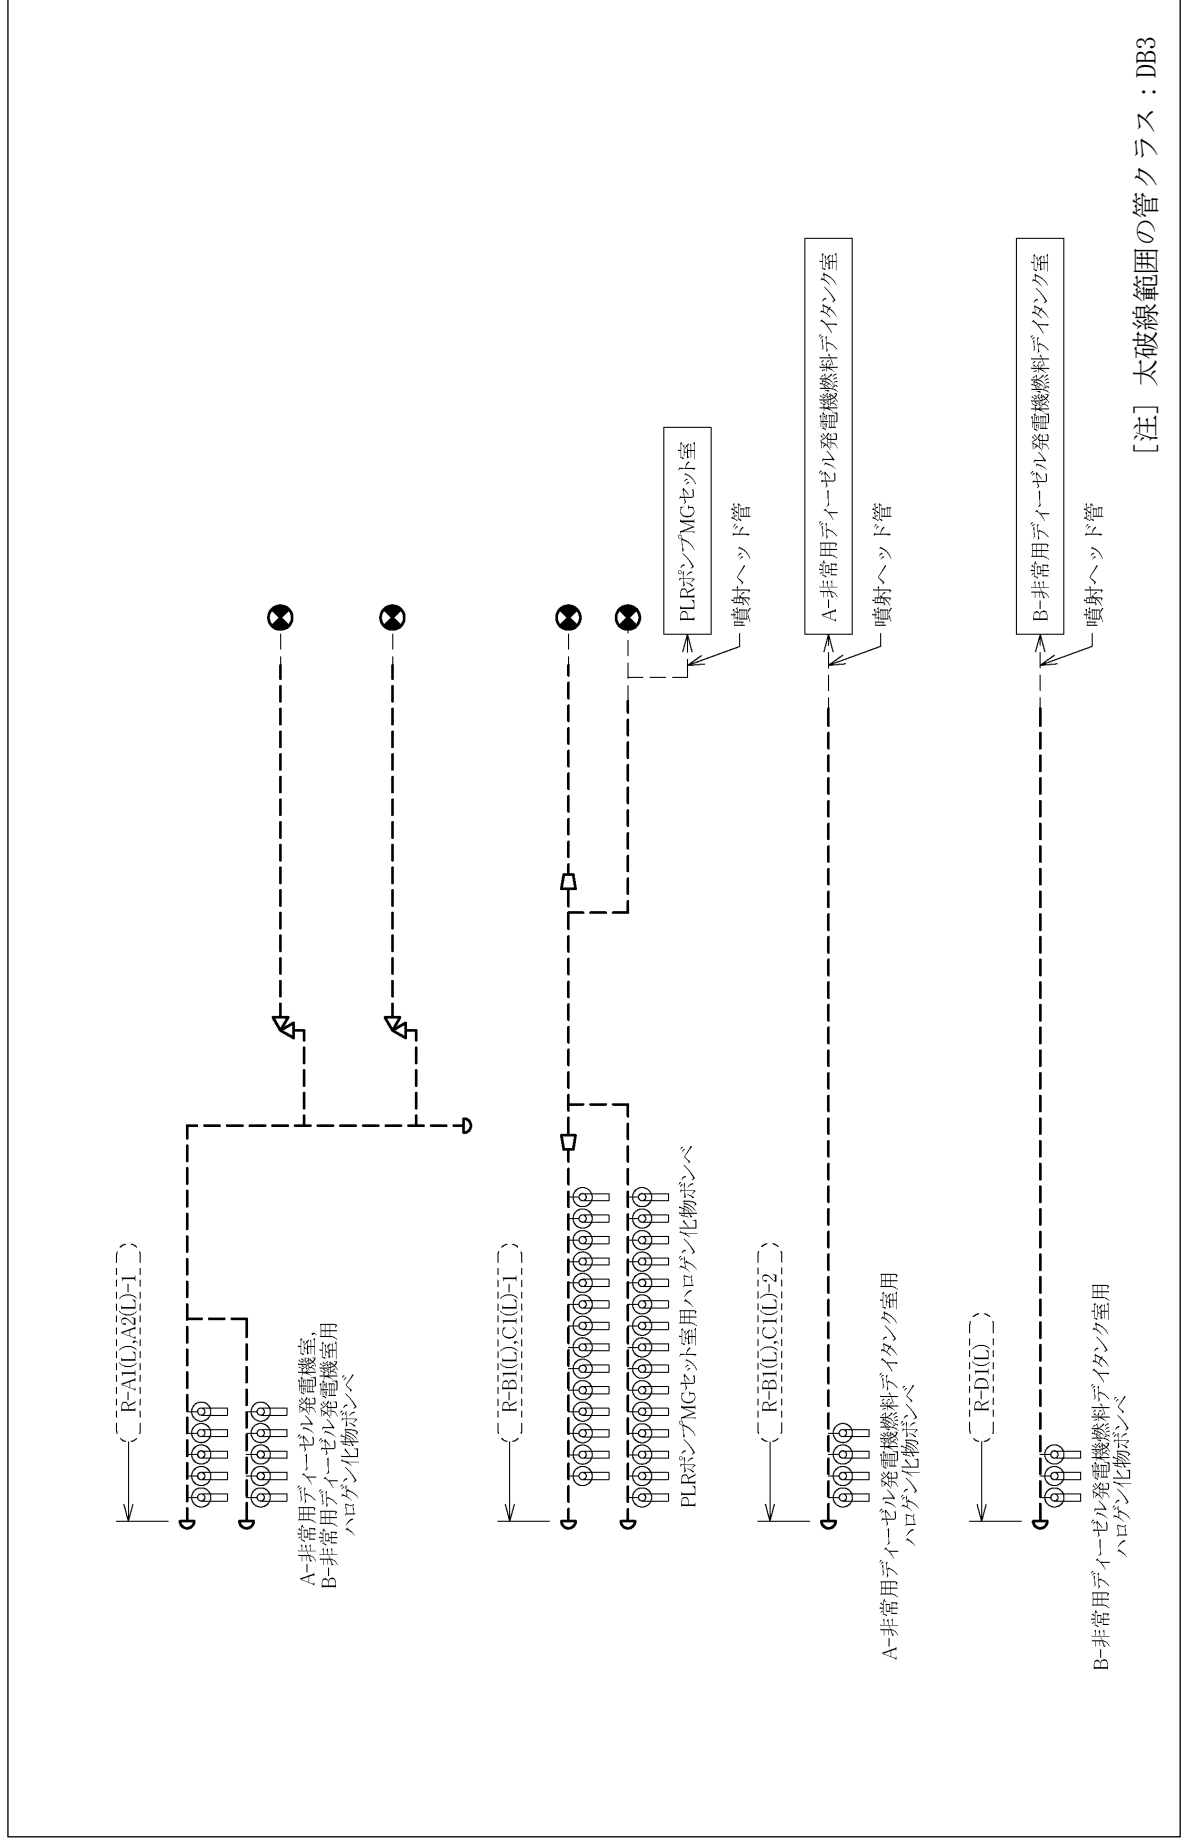 R-A1(L),A2(L)-1
A-非常用ディーゼル発電機室,
B-非常用ディーゼル発電機室用
ハロゲン化物ボンベ
R-B1(L),C1(L)-1
PLRポンプMGセット室用ハロゲン化物ボンベ
PLRポンプMGセット室
噴射ヘッド管
R-B1(L),C1(L)-2
A-非常用ディーゼル発電機燃料デイタンク室用
ハロゲン化物ボンベ
A-非常用ディーゼル発電機燃料デイタンク室
噴射ヘッド管
R-D1(L)
B-非常用ディーゼル発電機燃料デイタンク室用
ハロゲン化物ボンベ
B-非常用ディーゼル発電機燃料デイタンク室
噴射ヘッド管
[注] 太破線範囲の管クラス：DB3